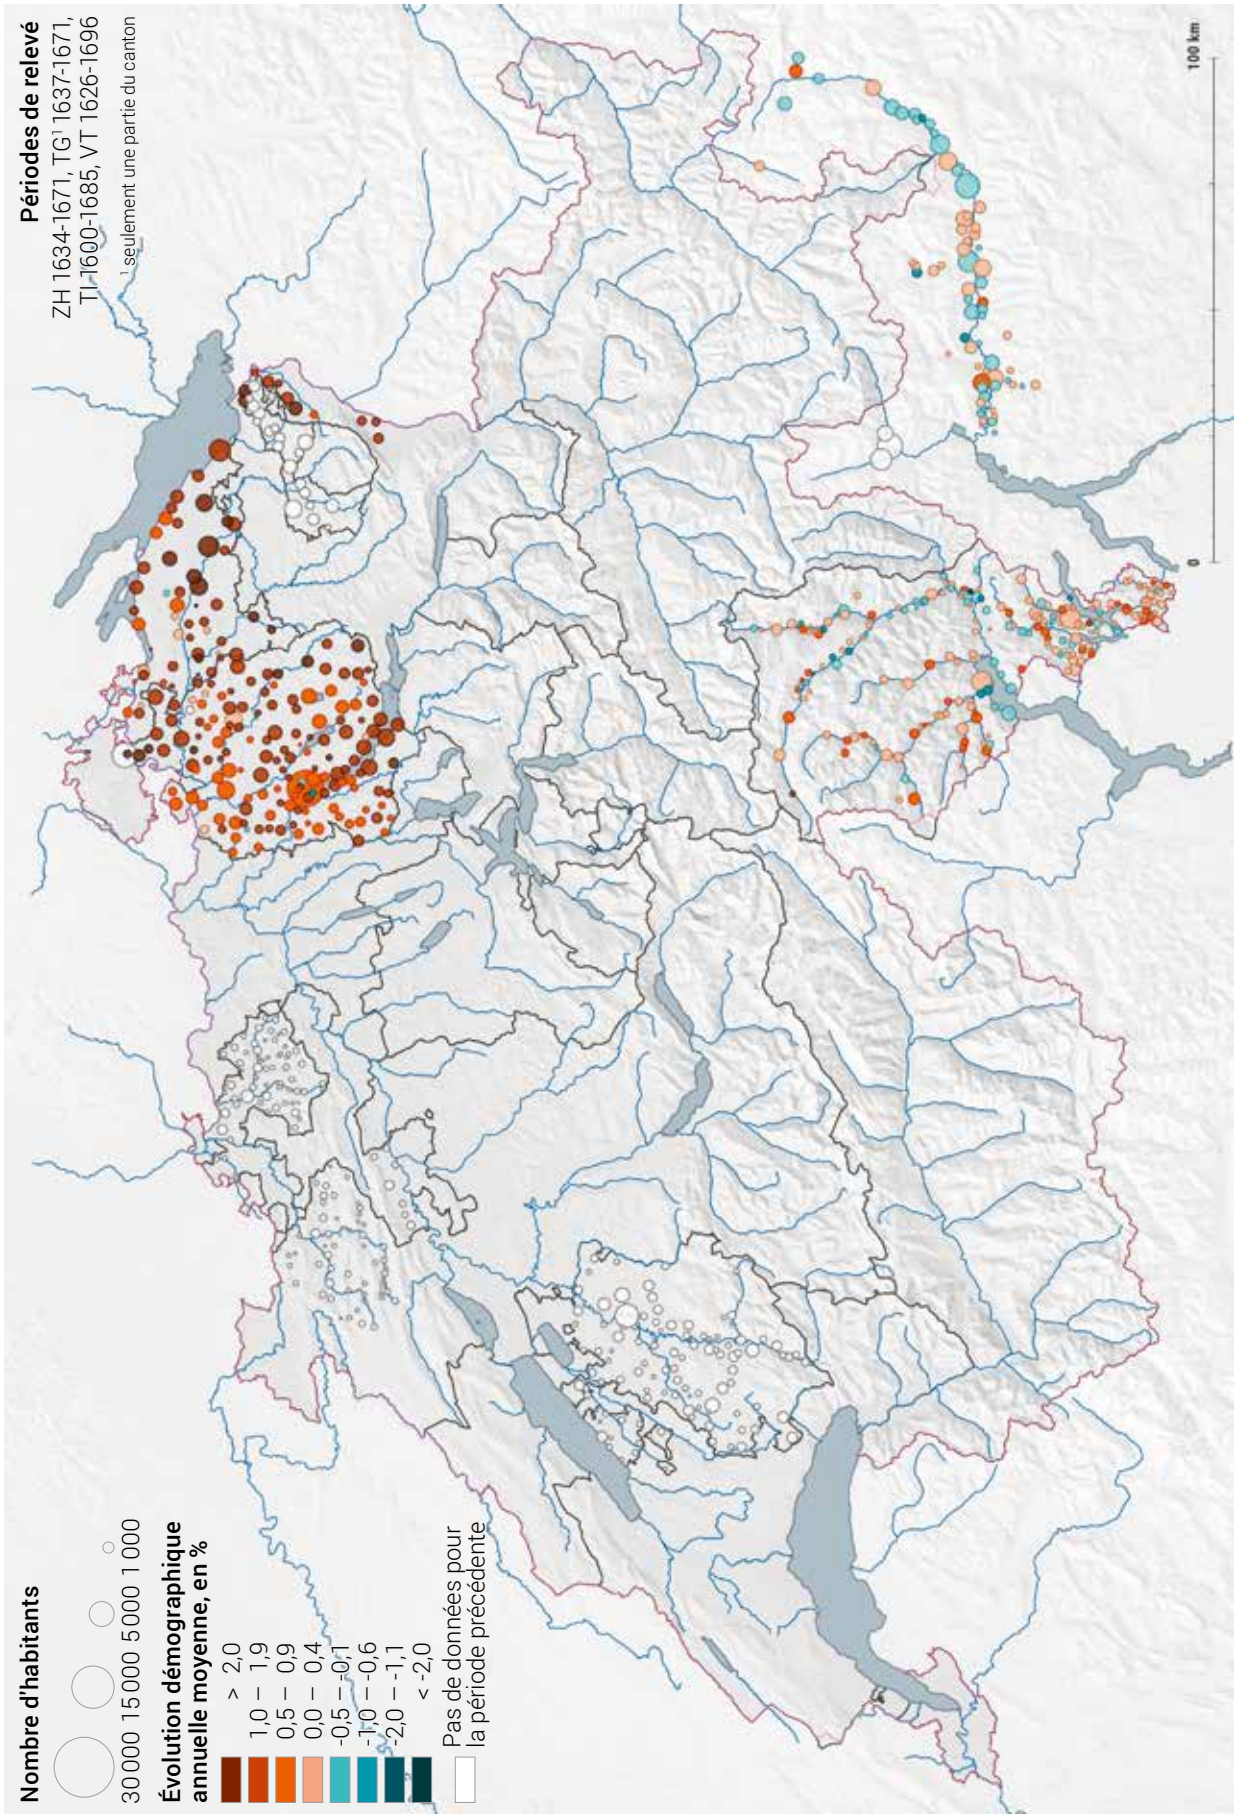 Nombre d'habitants
30 000 15 000 5 000 1 000
Évolution démographique
annuelle moyenne, en %
> 2,0
1,0 – 1,9
0,5 – 0,9
0,0 – 0,4
-0,5 – -0,1
-1,0 – -0,6
-2,0 – -1,1
< -2,0
Pas de données pour
la période précédente
Périodes de relevé
ZH 1634-1671, TG¹ 1637-1671,
TI 1600-1685, VT 1626-1696
¹ seulement une partie du canton
0 100 km